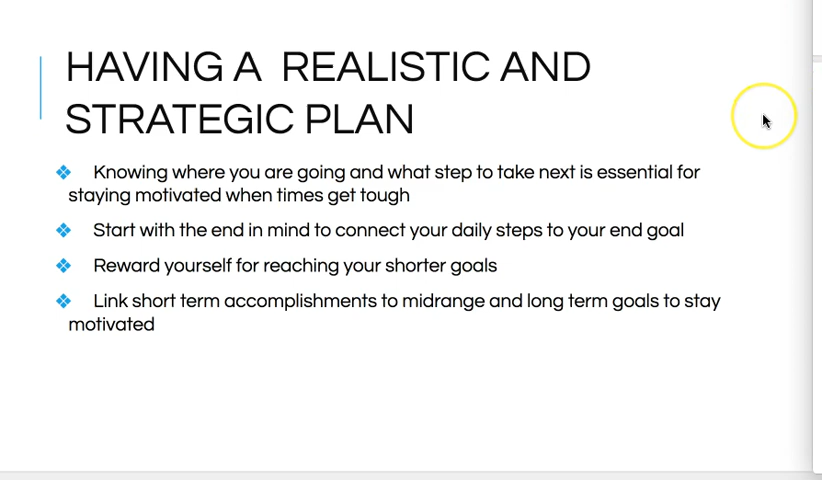 HAVING A REALISTIC AND
STRATEGIC PLAN
Knowing where you are going and what step to take next is essential for
staying motivated when times get tough
Start with the end in mind to connect your daily steps to your end goal
Reward yourself for reaching your shorter goals
Link short term accomplishments to midrange and long term goals to stay
motivated